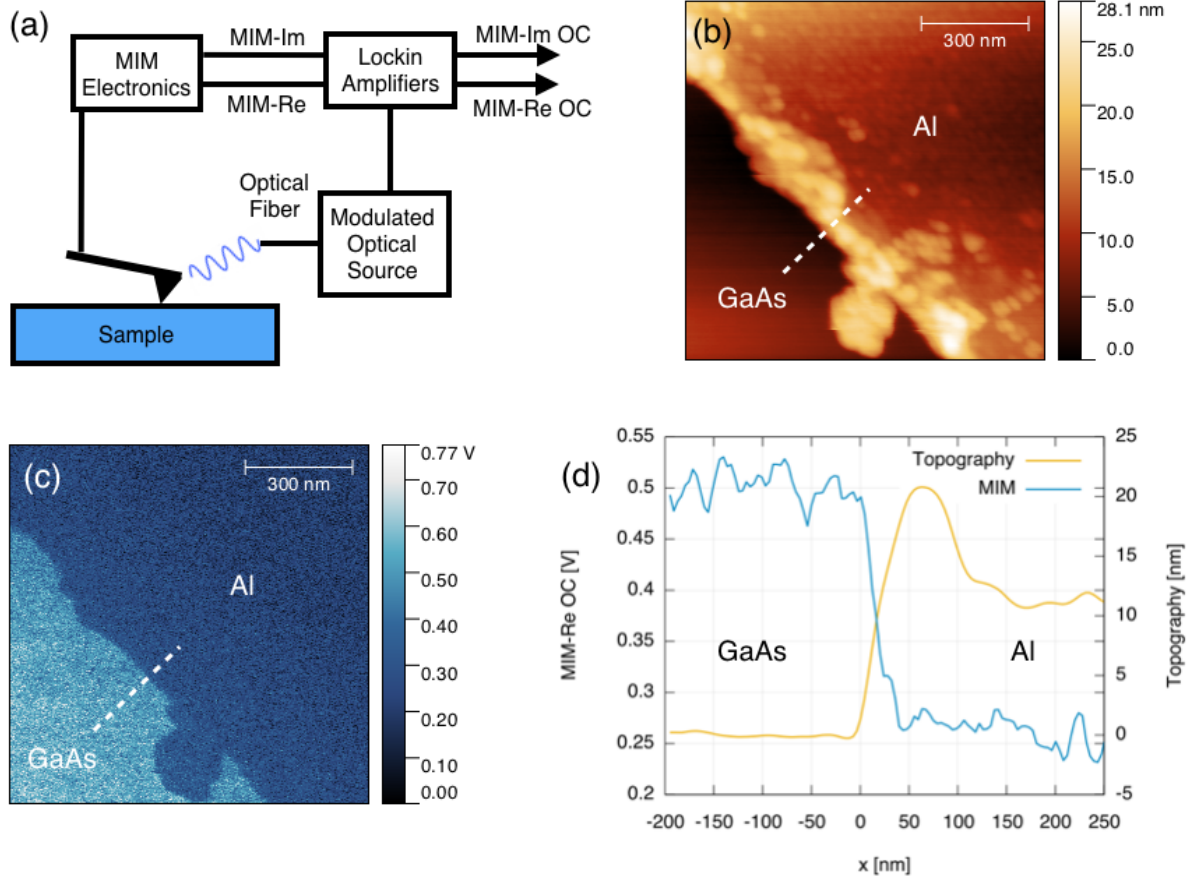 (a)
MIM
Electronics
MIM-Im
MIM-Re
Lockin
Amplifiers
MIM-Im OC
MIM-Re OC
Optical
Fiber
Modulated
Optical
Source
Sample
(b)
300 nm
Al
GaAs
28.1 nm
25.0
20.0
15.0
10.0
5.0
0.0
(c)
300 nm
Al
GaAs
0.77 V
0.70
0.60
0.50
0.40
0.30
0.20
0.10
0.00
(d)
Topography
MIM
GaAs
Al
MIM-Re OC [V]
0.55
0.5
0.45
0.4
0.35
0.3
0.25
0.2
Topography [nm]
25
20
15
10
5
0
-5
-200 -150 -100 -50 0 50 100 150 200 250
x [nm]